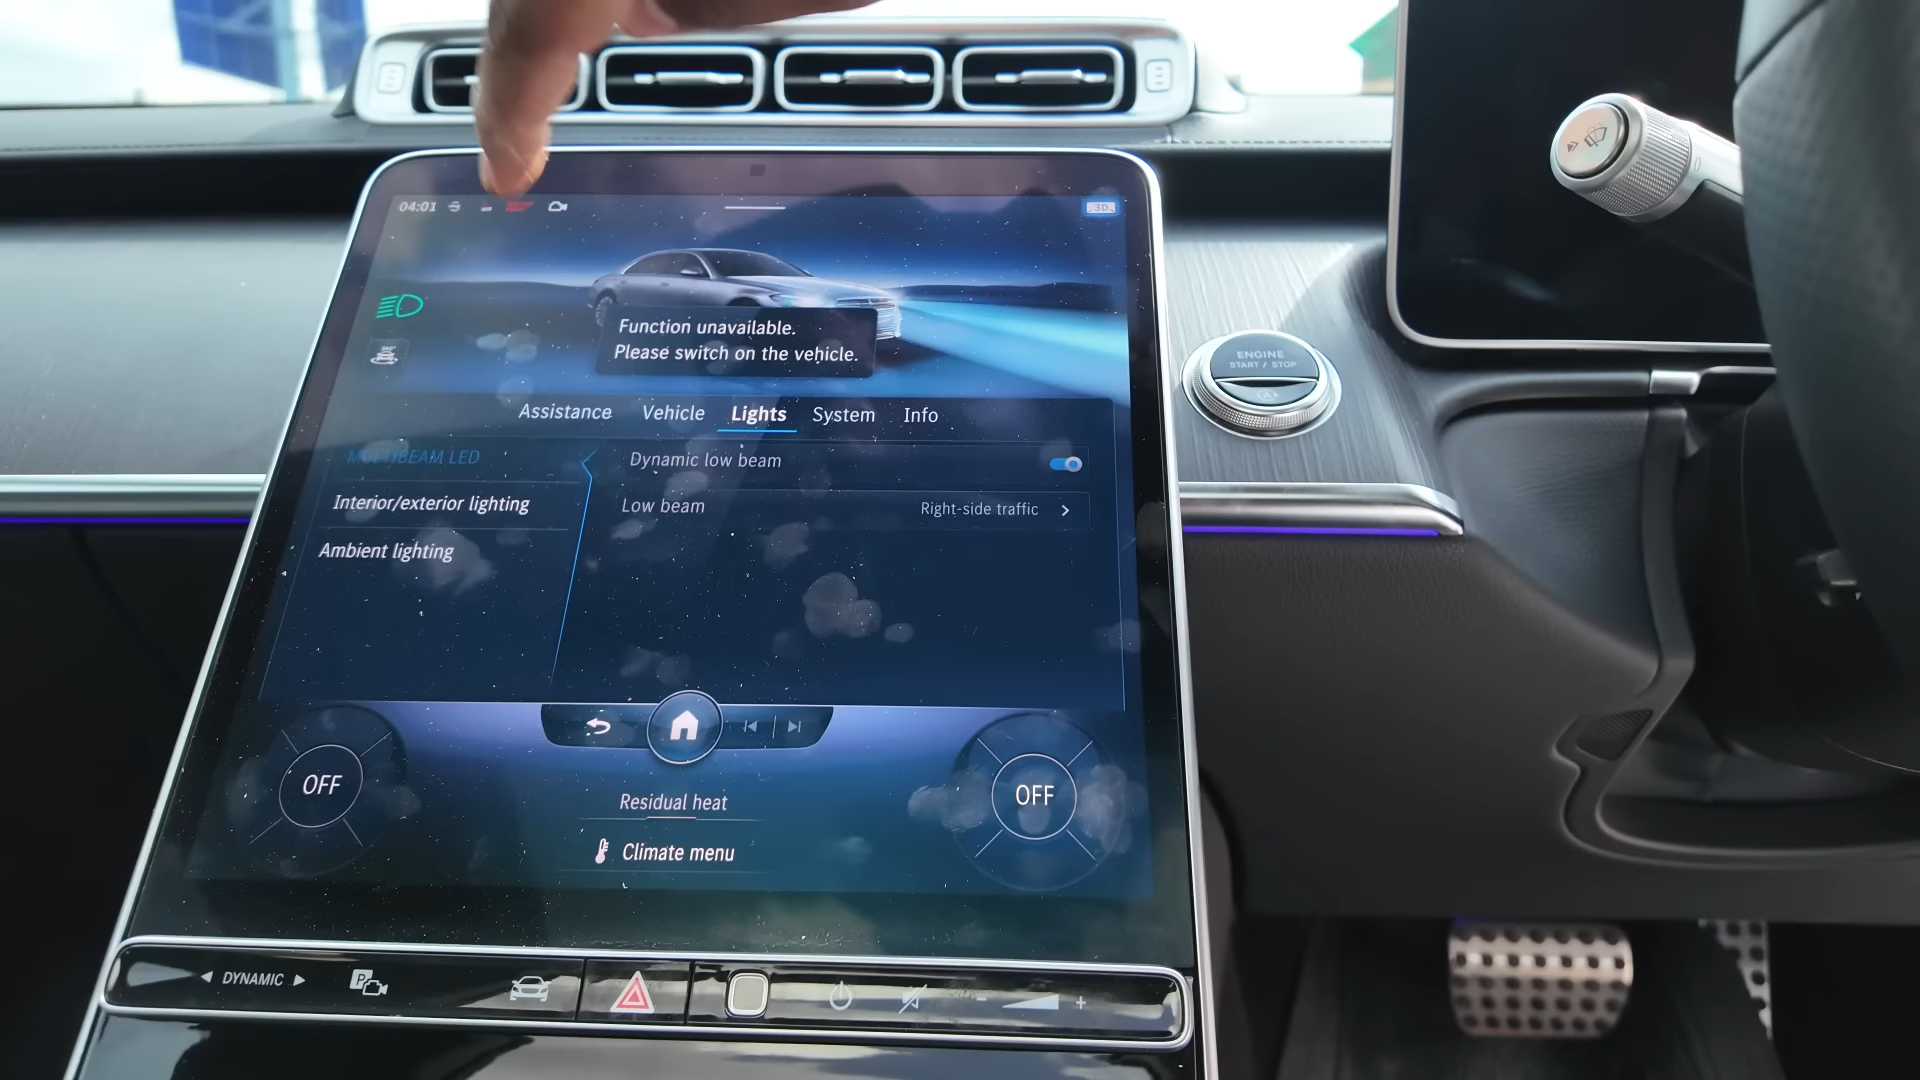 04:01
3D
Function unavailable.
Please switch on the vehicle.
ENGINE
START / STOP
Assistance Vehicle Lights System Info
MULTIBEAM LED
Dynamic low beam
Interior/exterior lighting
Low beam Right-side traffic
Ambient lighting
OFF
OFF
Residual heat
Climate menu
DYNAMIC
P
+